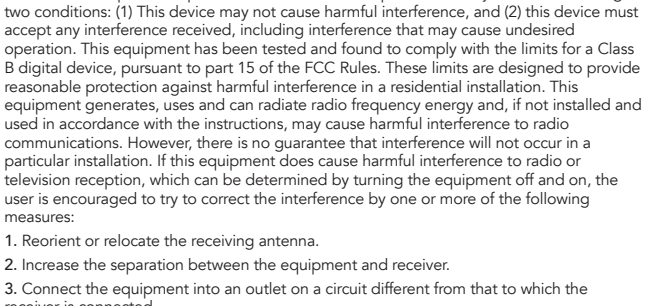 two conditions: (1) This device may not cause harmful interference, and (2) this device must
accept any interference received, including interference that may cause undesired
operation. This equipment has been tested and found to comply with the limits for a Class
B digital device, pursuant to part 15 of the FCC Rules. These limits are designed to provide
reasonable protection against harmful interference in a residential installation. This
equipment generates, uses and can radiate radio frequency energy and, if not installed and
used in accordance with the instructions, may cause harmful interference to radio
communications. However, there is no guarantee that interference will not occur in a
particular installation. If this equipment does cause harmful interference to radio or
television reception, which can be determined by turning the equipment off and on, the
user is encouraged to try to correct the interference by one or more of the following
measures:
1. Reorient or relocate the receiving antenna.
2. Increase the separation between the equipment and receiver.
3. Connect the equipment into an outlet on a circuit different from that to which the
receiver is connected